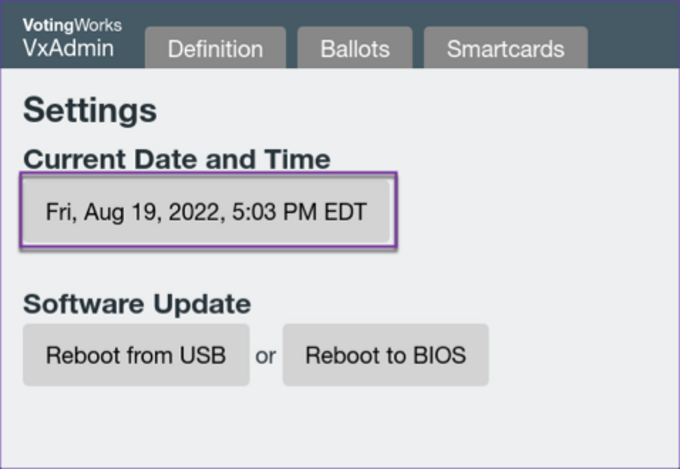 VotingWorks
VxAdmin
Definition
Ballots
Smartcards
Settings
Current Date and Time
Fri, Aug 19, 2022, 5:03 PM EDT
Software Update
Reboot from USB or Reboot to BIOS